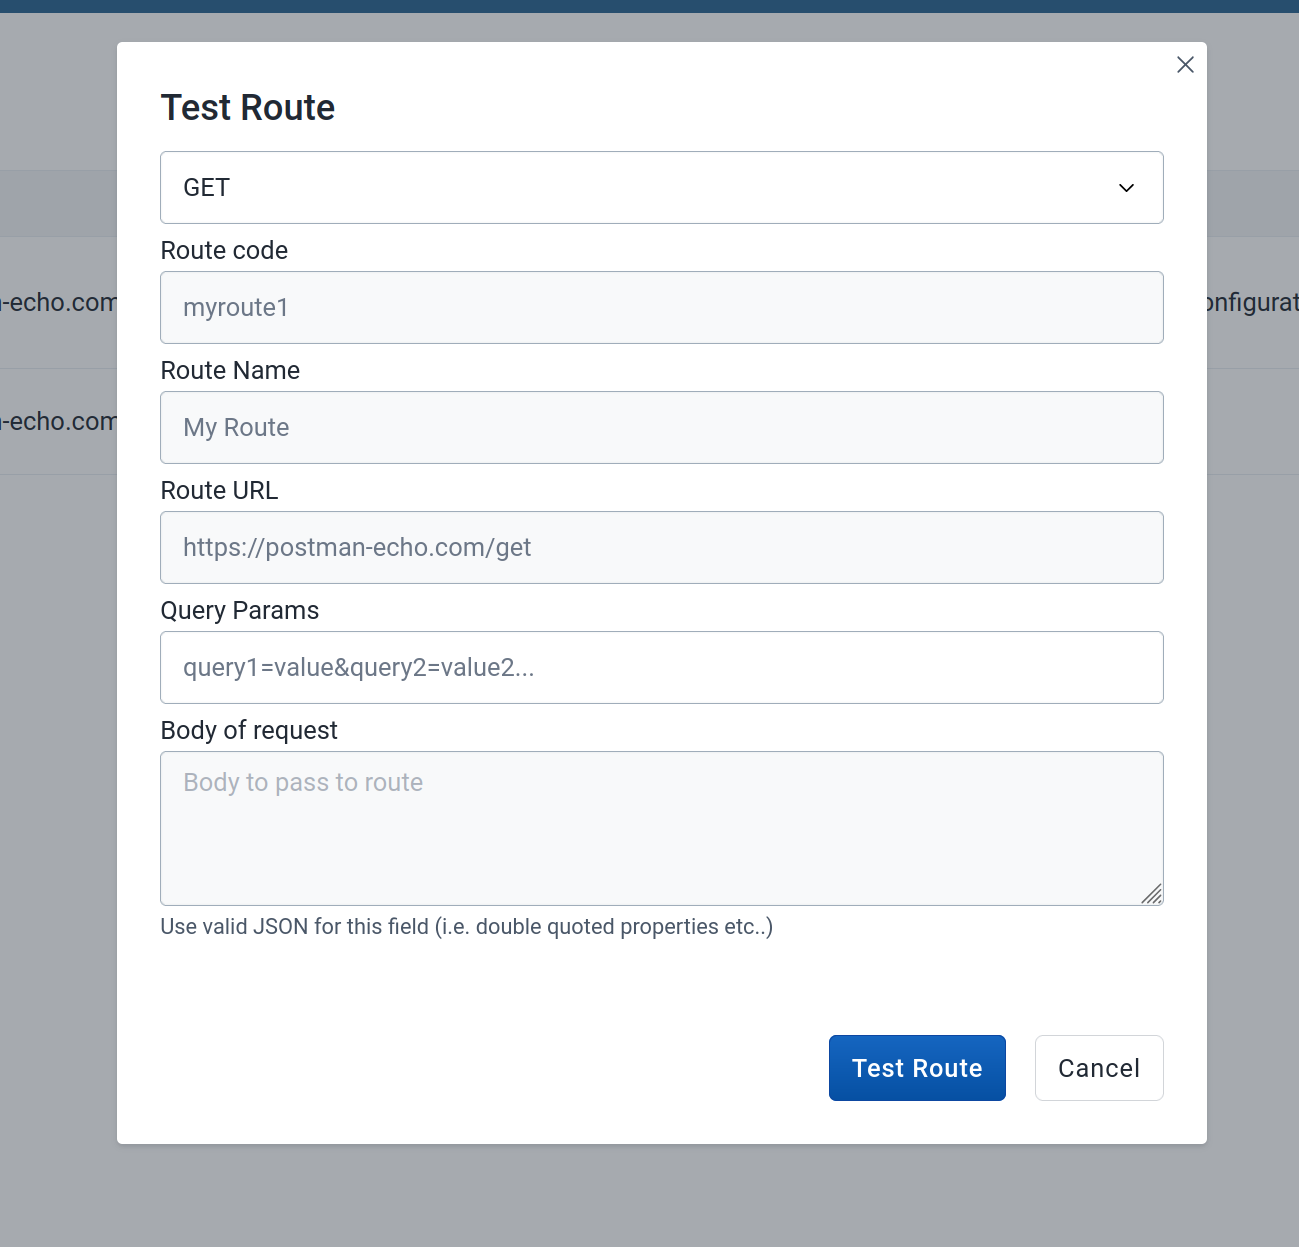 Test Route
GET
Route code
myroute1
Route Name
My Route
Route URL
https://postman-echo.com/get
Query Params
query1=value&query2=value2...
Body of request
Body to pass to route
Use valid JSON for this field (i.e. double quoted properties etc..)
Test Route
Cancel
-echo.com
onfigurat
-echo.com